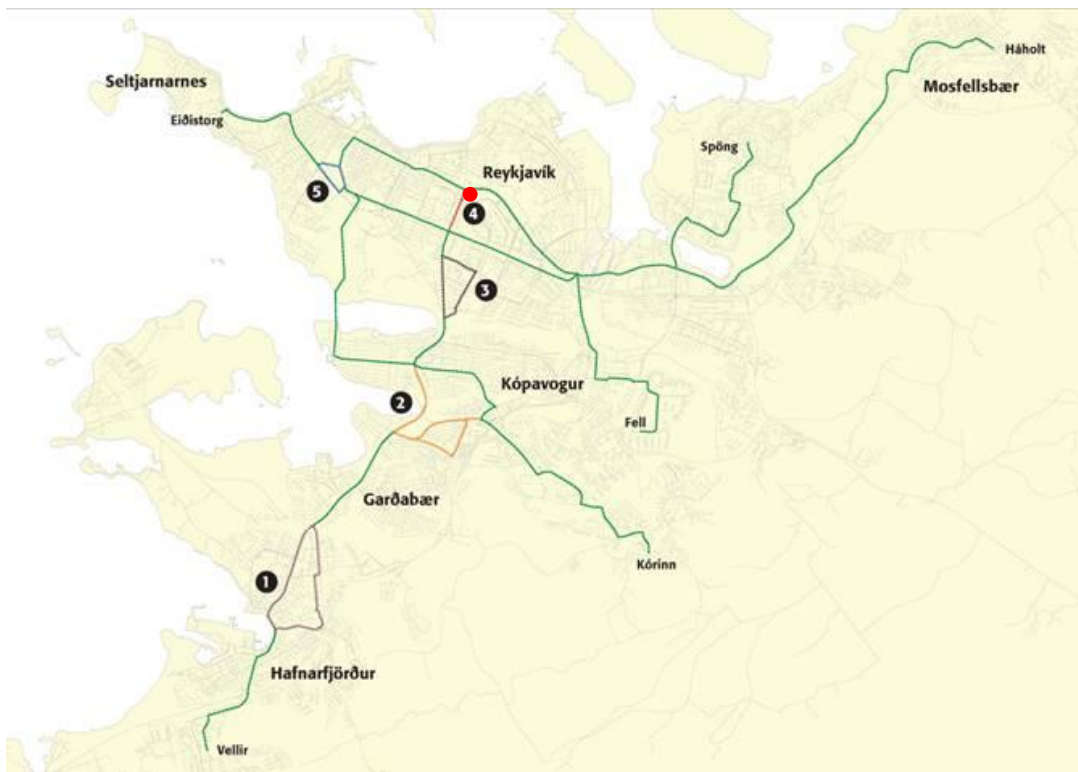 Háholt
Seltjarnarnes
Mosfellsbær
Eiðistorg
Spöng
Reykjavík
5
4
3
Kópavogur
2
Fell
Garðabær
Kórinn
1
Hafnarfjörður
Vellir